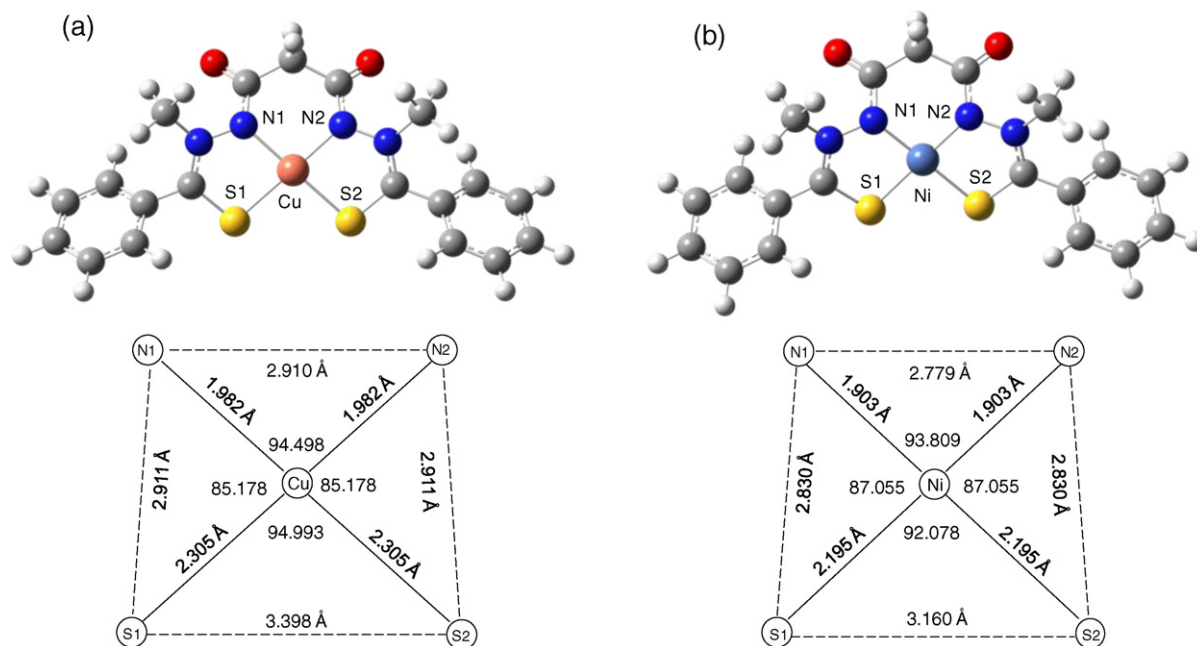 (a)
N1
N2
S1
Cu
S2
N1
N2
2.910 Å
1.982 Å
1.982 Å
94.498
2.911 Å
85.178
Cu
85.178
2.911 Å
94.993
2.305 Å
2.305 Å
S1
3.398 Å
S2
(b)
N1
N2
S1
Ni
S2
N1
N2
2.779 Å
1.903 Å
1.903 Å
93.809
2.830 Å
87.055
Ni
87.055
2.830 Å
92.078
2.195 Å
2.195 Å
S1
3.160 Å
S2